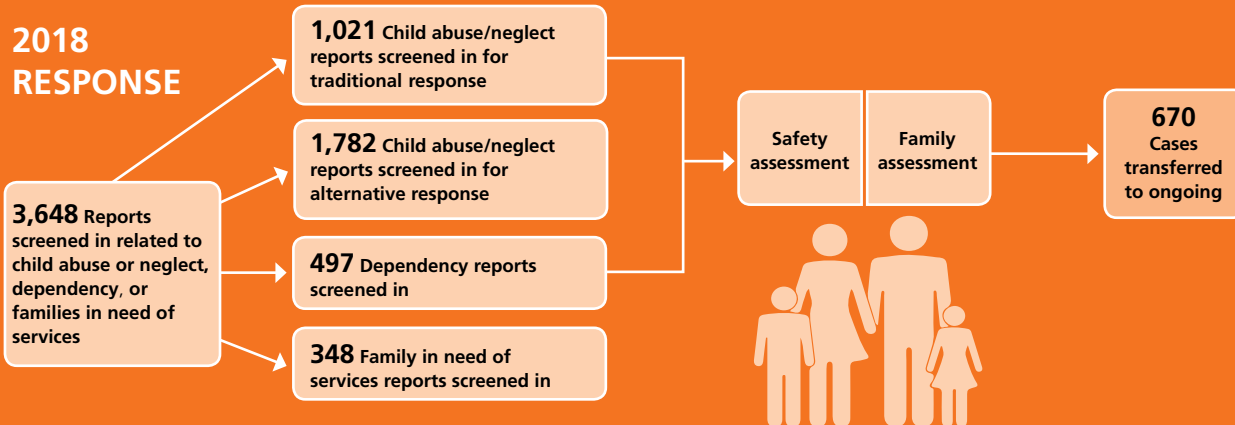 2018
RESPONSE
3,648 Reports
screened in related to
child abuse or neglect,
dependency, or
families in need of
services
1,021 Child abuse/neglect
reports screened in for
traditional response
1,782 Child abuse/neglect
reports screened in for
alternative response
497 Dependency reports
screened in
348 Family in need of
services reports screened in
Safety
assessment
Family
assessment
670
Cases
transferred
to ongoing